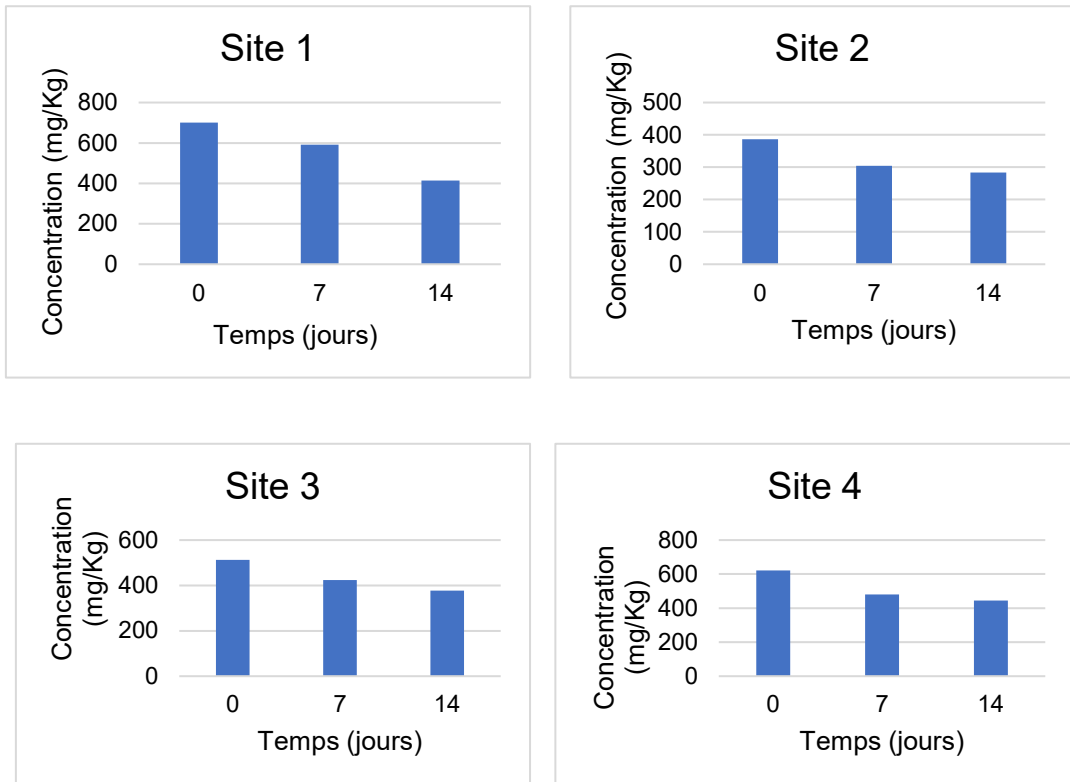 Site 1
Concentration (mg/Kg)
800
600
400
200
0
0 7 14
Temps (jours)
Site 2
Concentration (mg/Kg)
500
400
300
200
100
0
0 7 14
Temps (jours)
Site 3
Concentration
(mg/Kg)
600
400
200
0
0 7 14
Temps (jours)
Site 4
Concentration
(mg/Kg)
800
600
400
200
0
0 7 14
Temps (jours)